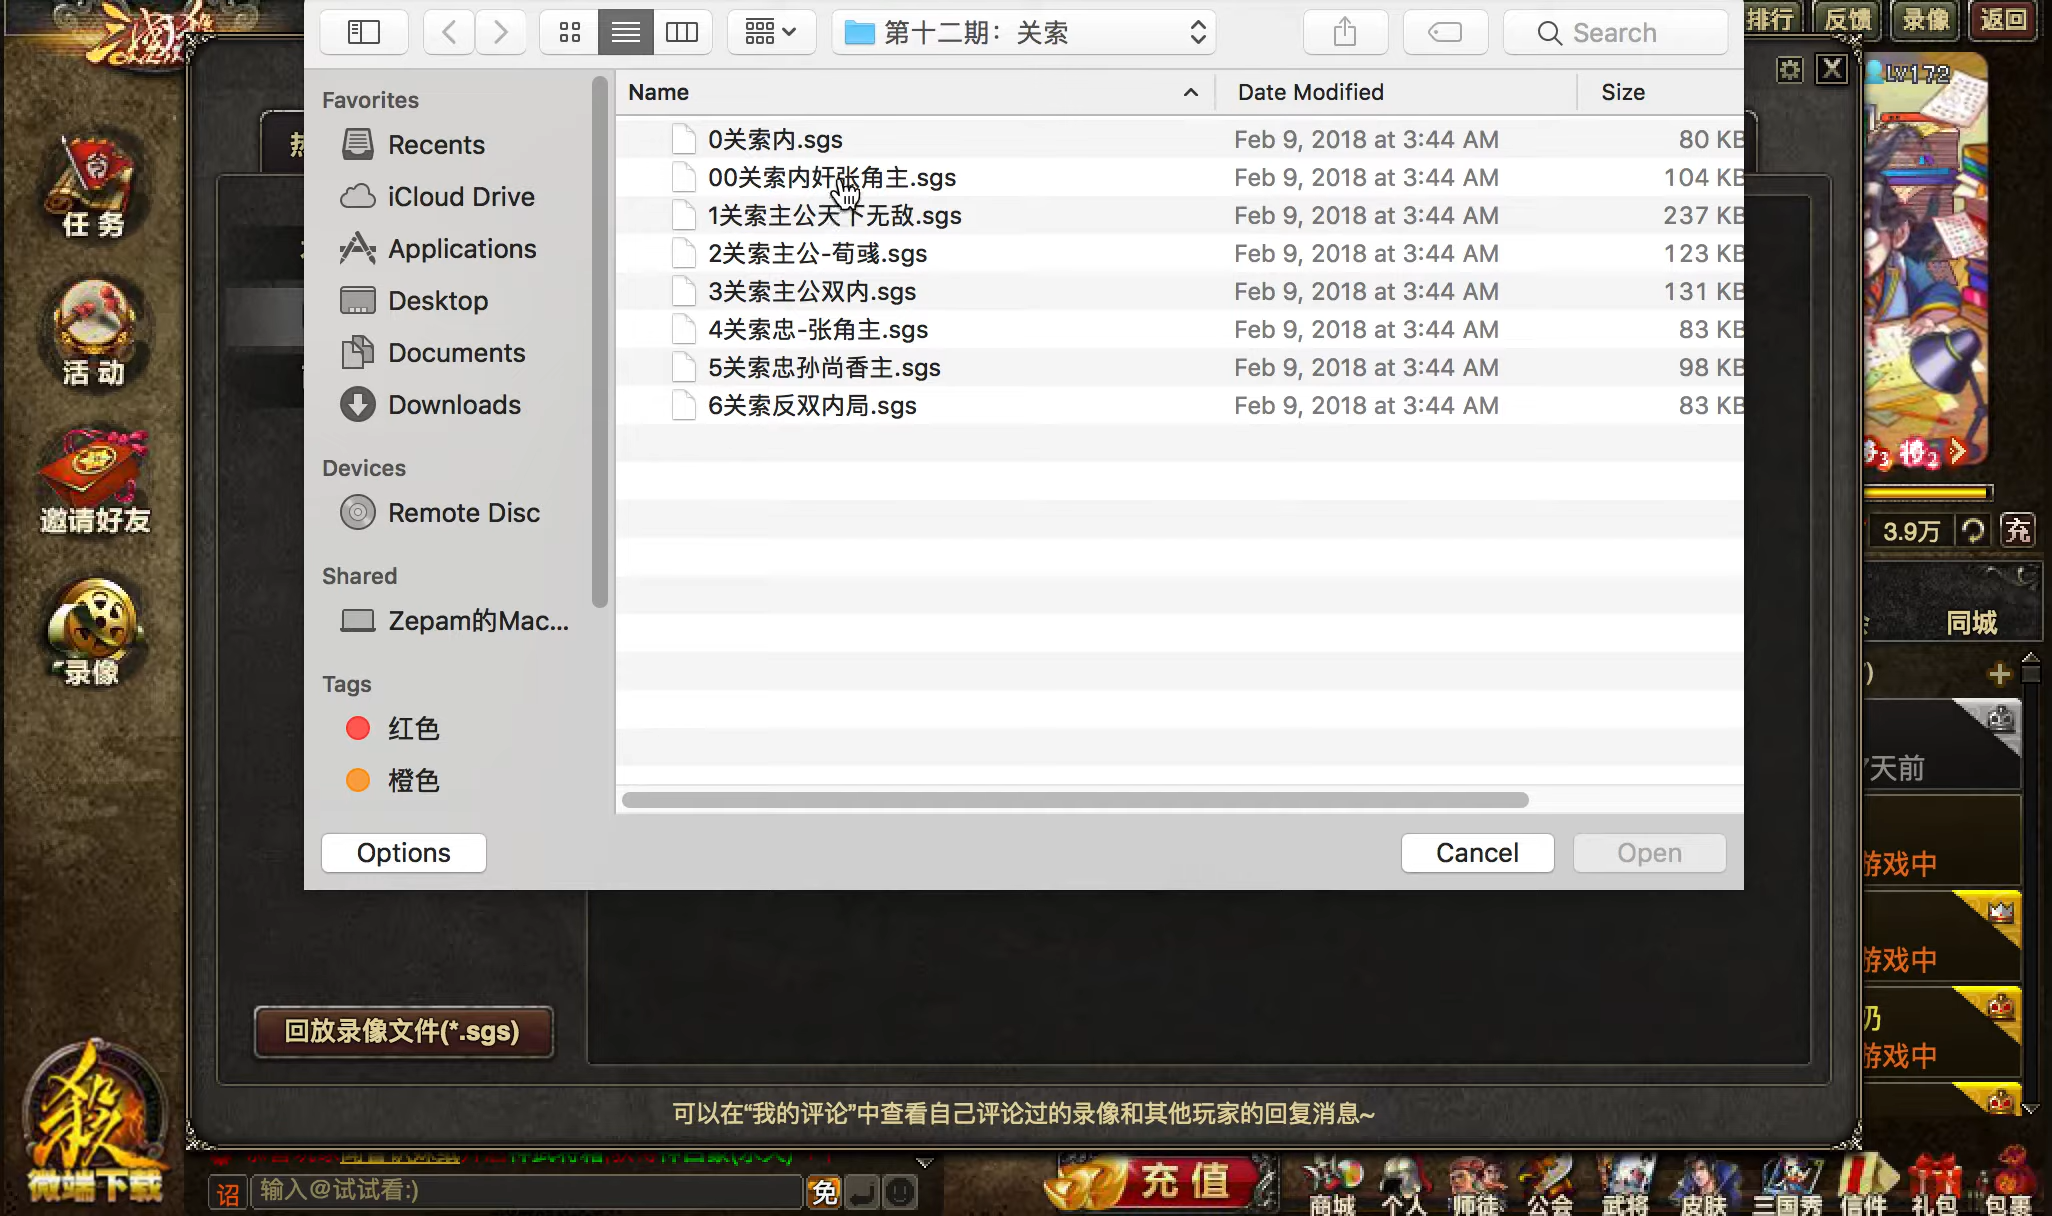 三国杀
第十二期：关索
Search
排行
反馈
录像
返回
Favorites
Recents
iCloud Drive
Applications
Desktop
Documents
Downloads
Devices
Remote Disc
Shared
Zepam的Mac...
Tags
红色
橙色
Name
Date Modified
Size
0关索内.sgs
Feb 9, 2018 at 3:44 AM
80 KB
00关索内奸张角主.sgs
Feb 9, 2018 at 3:44 AM
104 KB
1关索主公天下无敌.sgs
Feb 9, 2018 at 3:44 AM
237 KB
2关索主公-荀彧.sgs
Feb 9, 2018 at 3:44 AM
123 KB
3关索主公双内.sgs
Feb 9, 2018 at 3:44 AM
131 KB
4关索忠-张角主.sgs
Feb 9, 2018 at 3:44 AM
83 KB
5关索忠孙尚香主.sgs
Feb 9, 2018 at 3:44 AM
98 KB
6关索反双内局.sgs
Feb 9, 2018 at 3:44 AM
83 KB
Options
Cancel
Open
任务
活动
邀请好友
录像
杀
微端下载
热
LV172
3.9万
充
同城
天前
游戏中
游戏中
奶
游戏中
回放录像文件(*.sgs)
可以在“我的评论”中查看自己评论过的录像和其他玩家的回复消息~
诏
输入@试试看:)
免
充值
商城
个人
师徒
公会
武将
皮肤
三国秀
信件
礼包
包裹